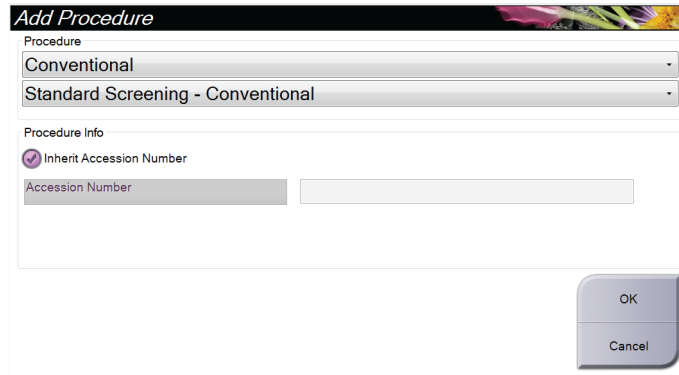 Add Procedure
Procedure
Conventional
Standard Screening - Conventional
Procedure Info
Inherit Accession Number
Accession Number
OK
Cancel